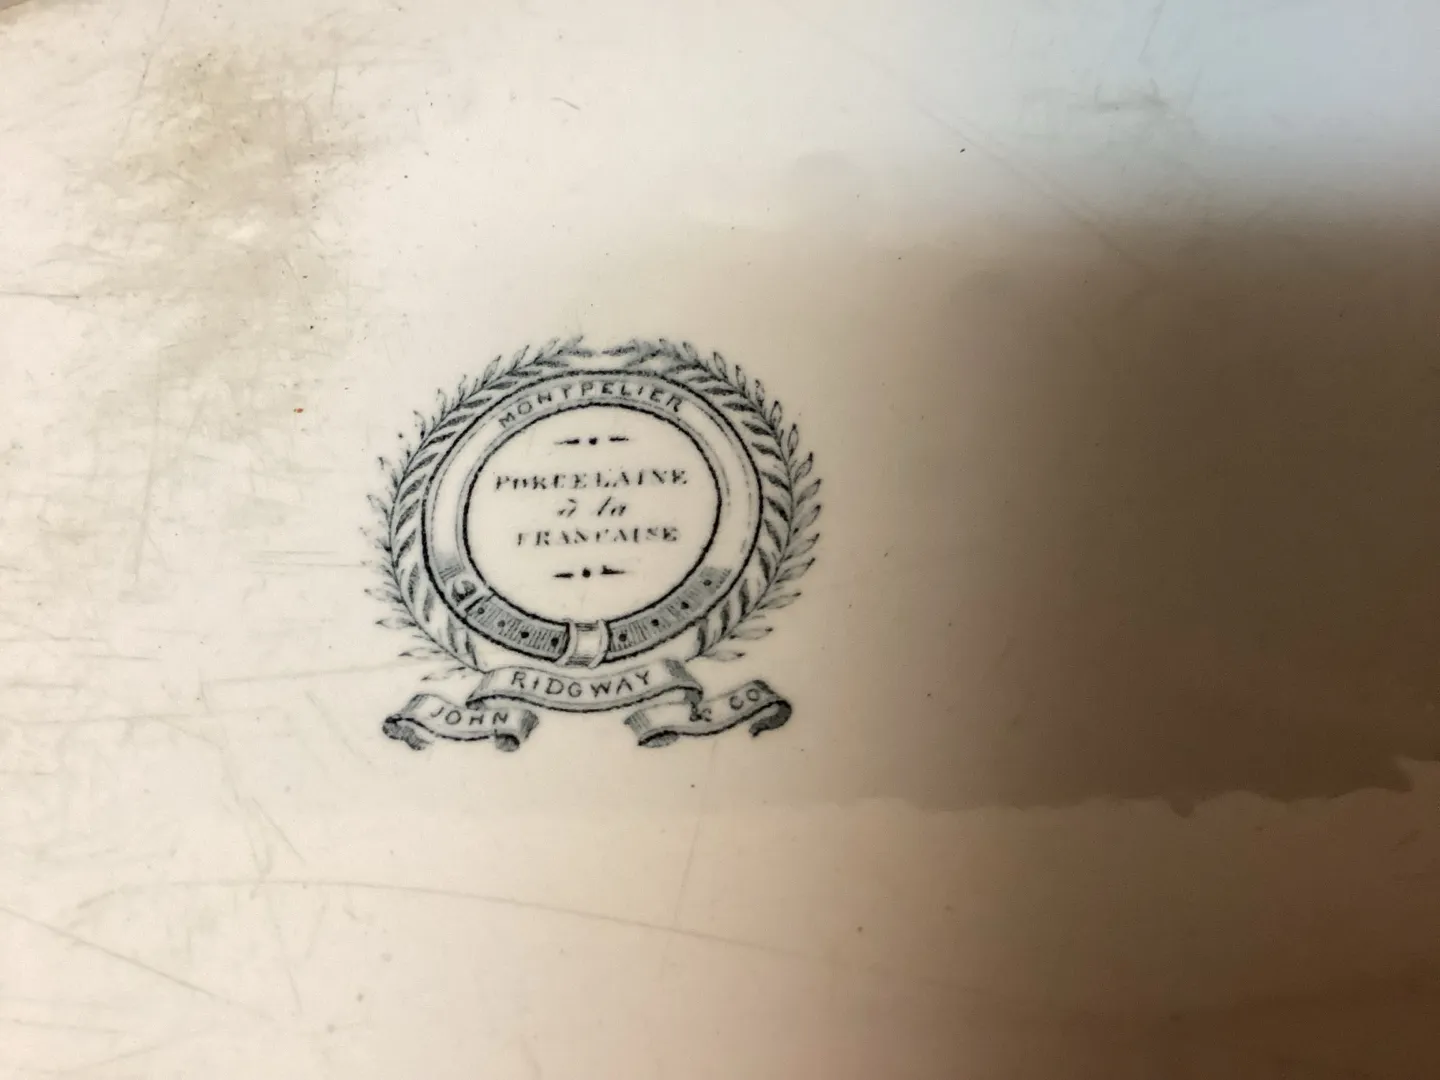 MONTPELIER
PORCELAINE
à la
FRANCAISE
RIDGWAY
JOHN & CO